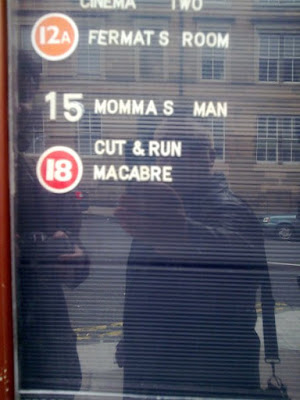 CINEMA TWO
12A FERMAT S ROOM
15 MOMMA S MAN
CUT & RUN
18 MACABRE